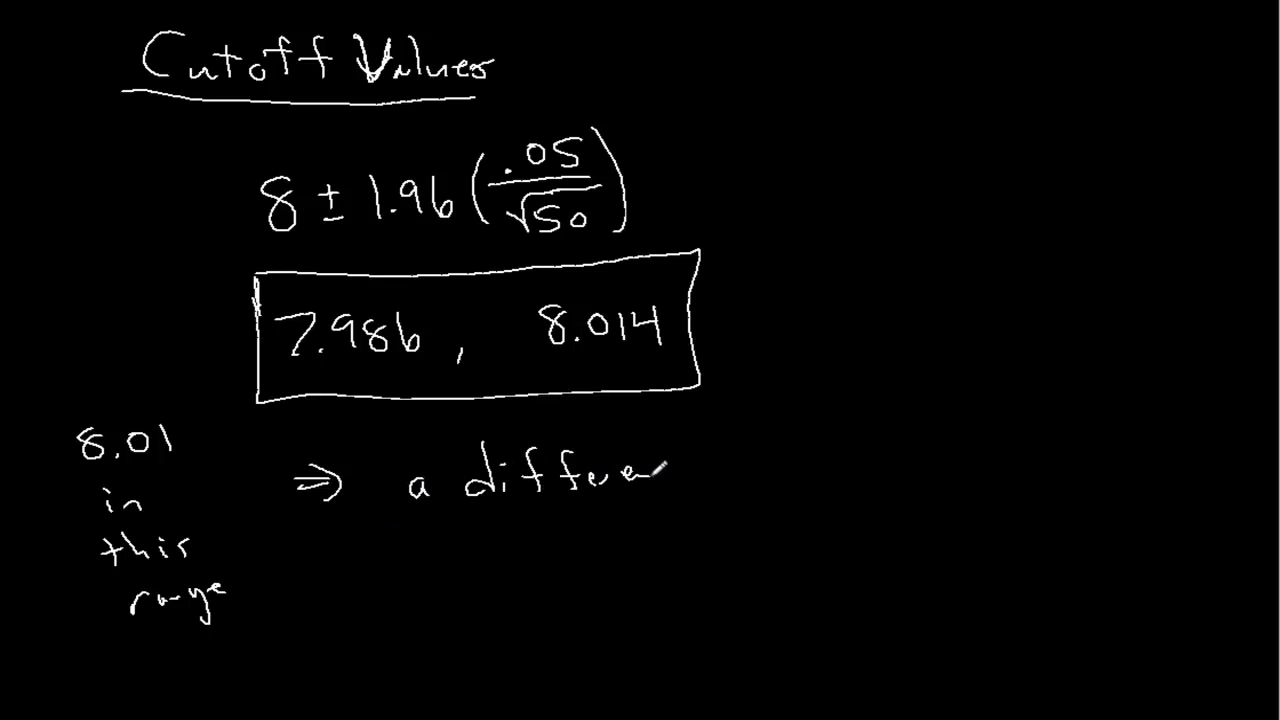 Cutoff Values
8 ± 1.96 (.05/√50)
7.986 , 8.014
8.01
in
this
range
⇒ a differen